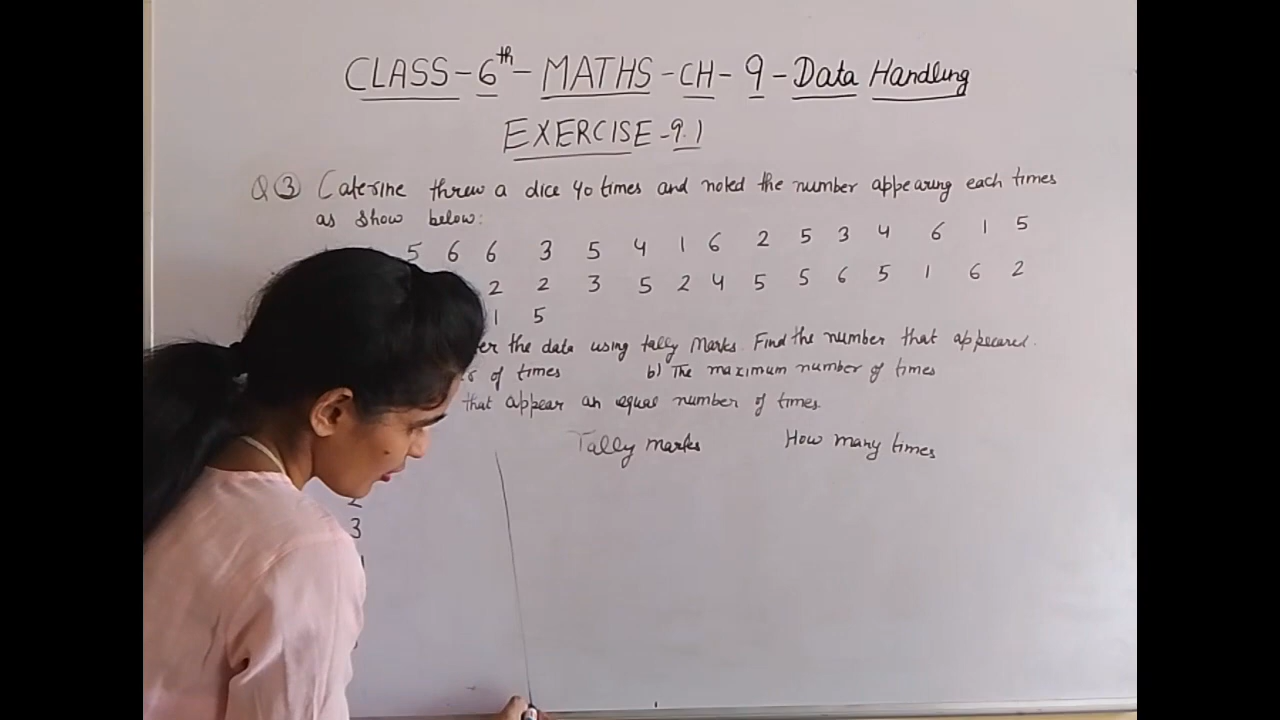 CLASS-6th-MATHS-CH-9-Data Handling
EXERCISE-9.1
Q③ Caterine threw a dice 40 times and noted the number appearing each times
as show below:
5 6 6 3 5 4 1 6 2 5 3 4 6 1 5
2 2 3 5 2 4 5 5 6 5 1 6 2
1 5
the data using tally Marks. Find the number that appeared.
of times b) The maximum number of times
that appear an equal number of times.
Tally marks How many times
2
3